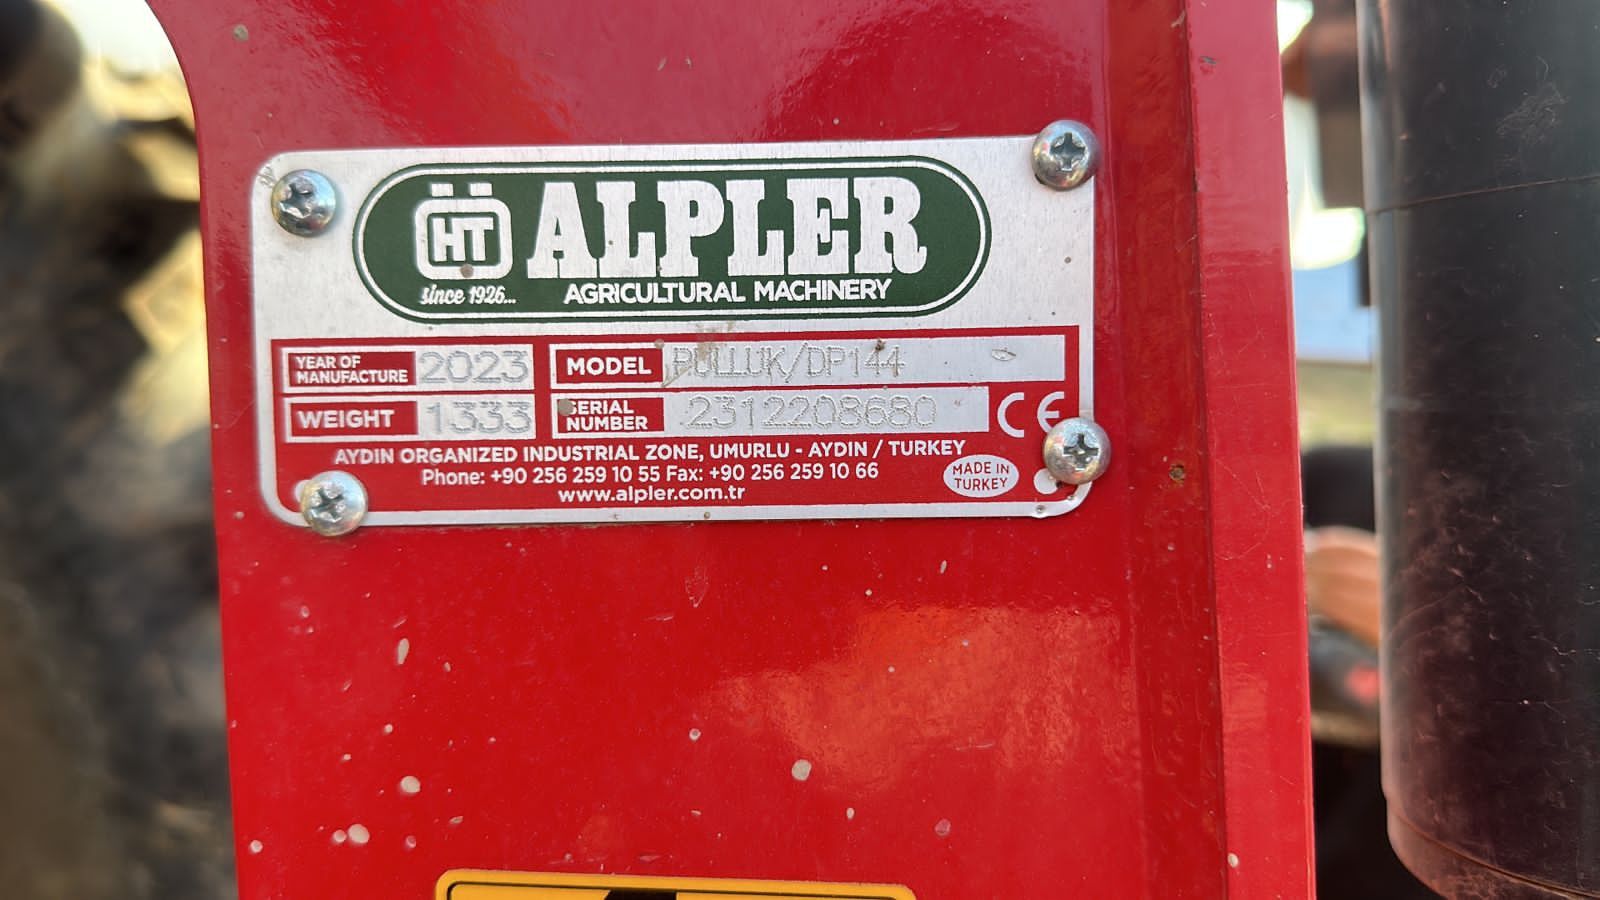 HT ALPLER
since 1926...
AGRICULTURAL MACHINERY
YEAR OF MANUFACTURE 2023
MODEL PULLUK/DP144
WEIGHT 1333
SERIAL NUMBER 2312208680
CE
AYDIN ORGANIZED INDUSTRIAL ZONE, UMURLU - AYDIN / TURKEY
Phone: +90 256 259 10 55 Fax: +90 256 259 10 66
www.alpler.com.tr
MADE IN
TURKEY